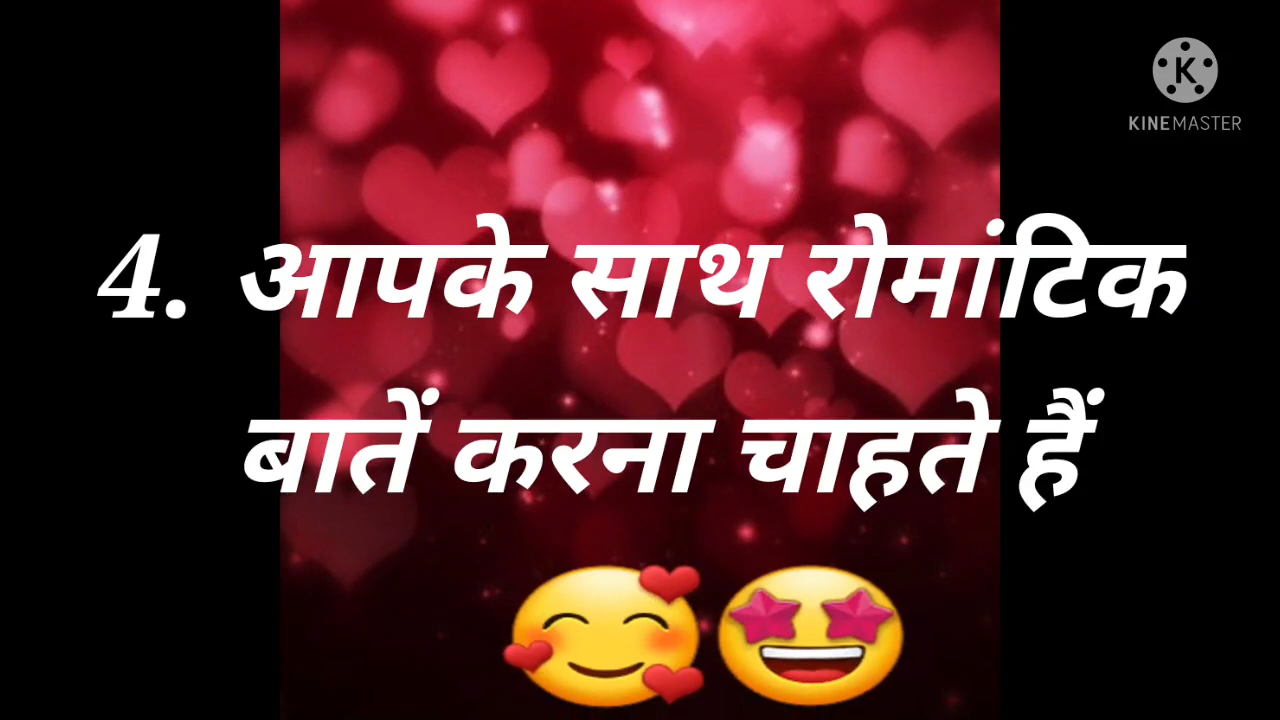 KINEMASTER
4. आपके साथ रोमांटिक
बातें करना चाहते हैं